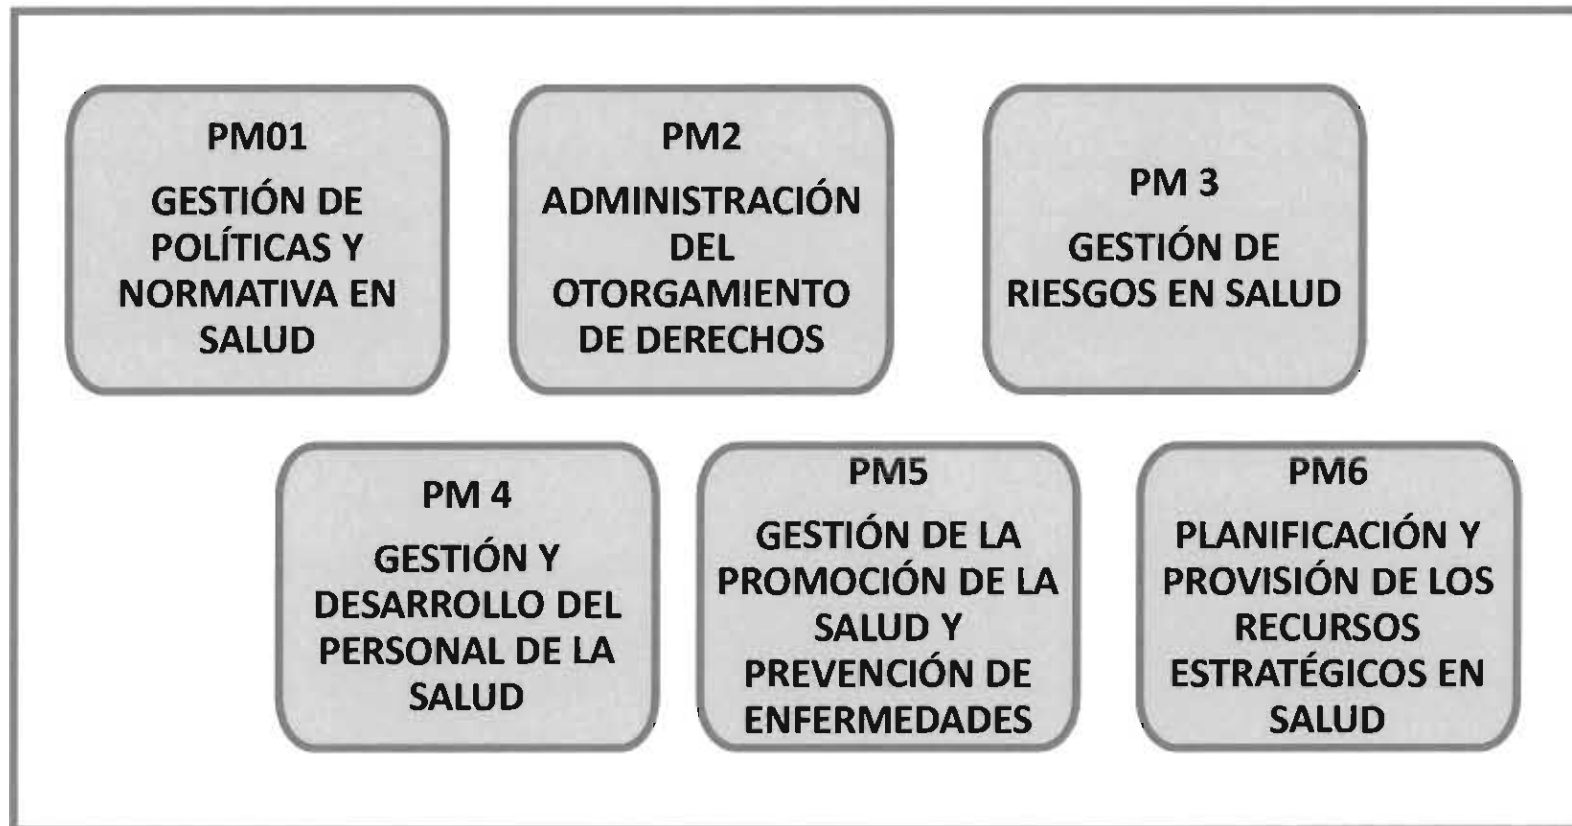 PM01
GESTIÓN DE
POLÍTICAS Y
NORMATIVA EN
SALUD
PM2
ADMINISTRACIÓN
DEL
OTORGAMIENTO
DE DERECHOS
PM 3
GESTIÓN DE
RIESGOS EN SALUD
PM 4
GESTIÓN Y
DESARROLLO DEL
PERSONAL DE LA
SALUD
PM5
GESTIÓN DE LA
PROMOCIÓN DE LA
SALUD Y
PREVENCIÓN DE
ENFERMEDADES
PM6
PLANIFICACIÓN Y
PROVISIÓN DE LOS
RECURSOS
ESTRATÉGICOS EN
SALUD